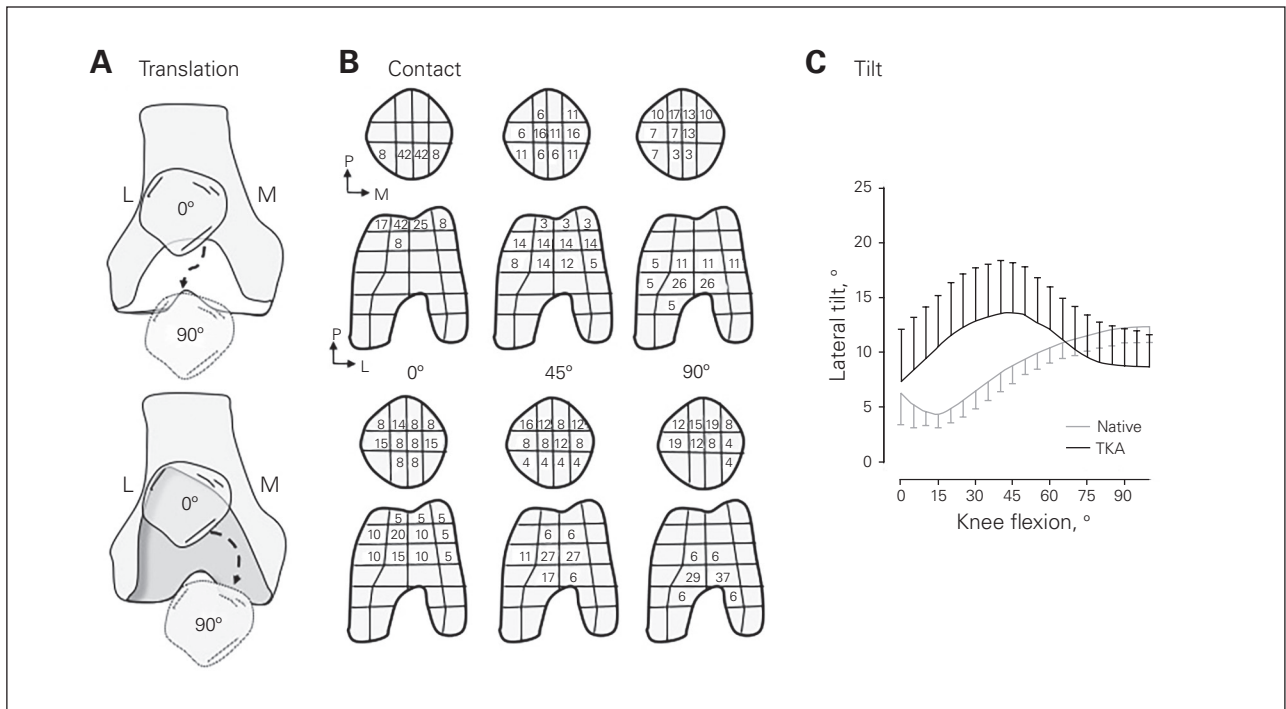 A Translation
L M
0º
90º
L M
0º
90º
B Contact
6 11
10 17 13 10
6 16 11 16
7 7 13
8 42 42 8
11 6 6 11
7 3 3
P
M
17 42 25 8
3 3 3
8
14 14 14 14
8 14 12 5
5 11 11 11
5 26 26
5
P
L
0º 45º 90º
8 14 8 8
16 12 8 12
12 15 19 8
15 8 8 15
8 8 12 8
19 12 8 4
8 8
4 4 4 4
4
5 5 5
10 20 10 5
6 6
10 15 10 5
11 27 27
6 6
17 6
29 37
6 6
C Tilt
Lateral tilt, º
25
20
15
10
5
0
Native
TKA
0 15 30 45 60 75 90
Knee flexion, º